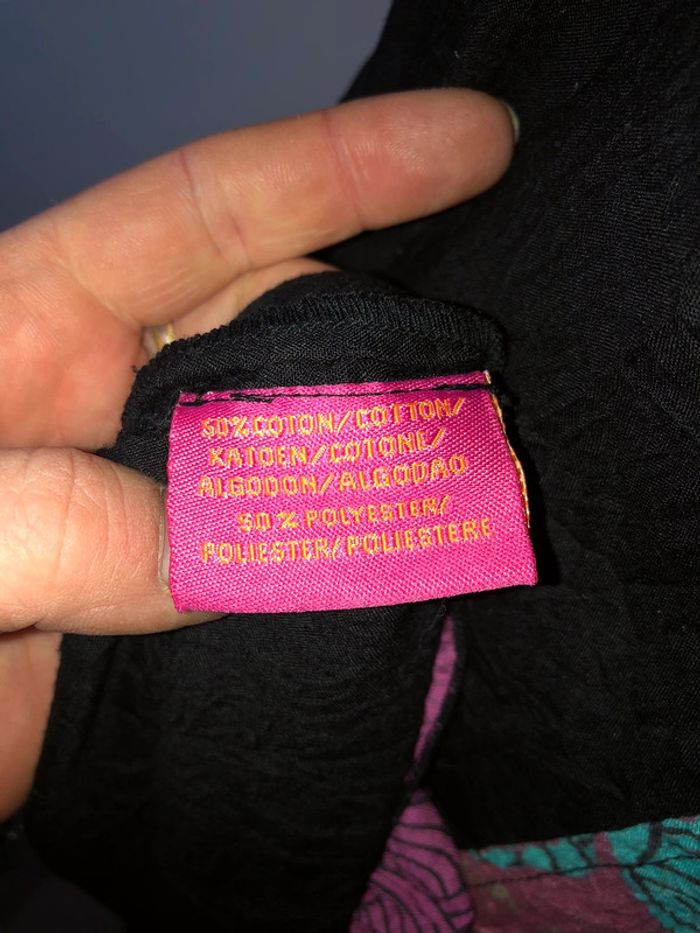 50%COTON/COTTON/
KATOEN/COTONE/
ALGODON/ALGODAO
50 % POLYESTER/
POLIESTER/POLIESTERE